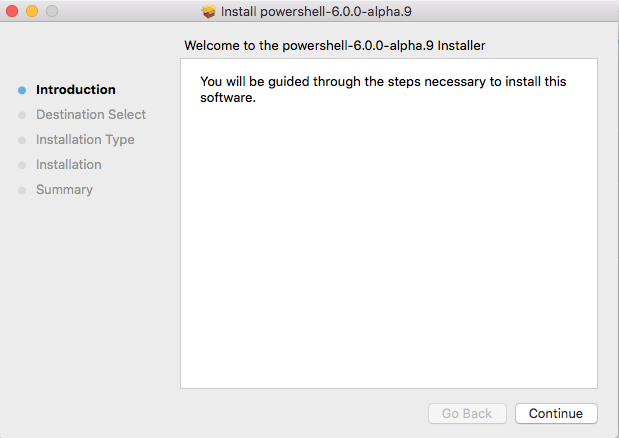 Install powershell-6.0.0-alpha.9
Welcome to the powershell-6.0.0-alpha.9 Installer
Introduction
Destination Select
Installation Type
Installation
Summary
You will be guided through the steps necessary to install this
software.
Go Back
Continue